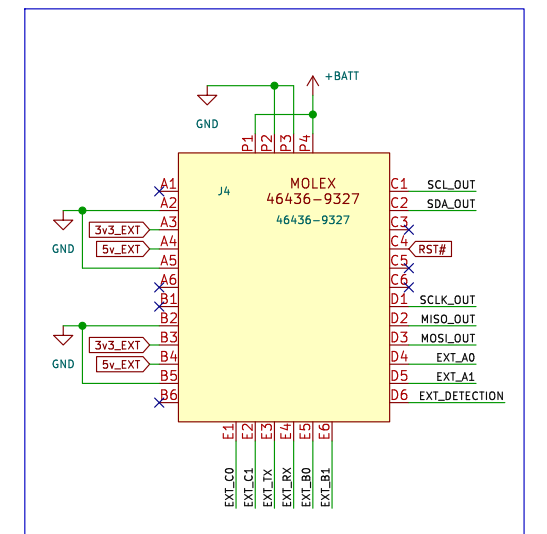 +BATT
GND
P1
P2
P3
P4
J4
MOLEX
46436-9327
46436-9327
A1
A2
A3
A4
A5
A6
B1
B2
B3
B4
B5
B6
GND
3v3_EXT
5v_EXT
GND
3v3_EXT
5v_EXT
C1 SCL_OUT
C2 SDA_OUT
C3
C4 RST#
C5
C6
D1 SCLK_OUT
D2 MISO_OUT
D3 MOSI_OUT
D4 EXT_A0
D5 EXT_A1
D6 EXT_DETECTION
E1
E2
E3
E4
E5
E6
EXT_C0
EXT_C1
EXT_TX
EXT_RX
EXT_B0
EXT_B1